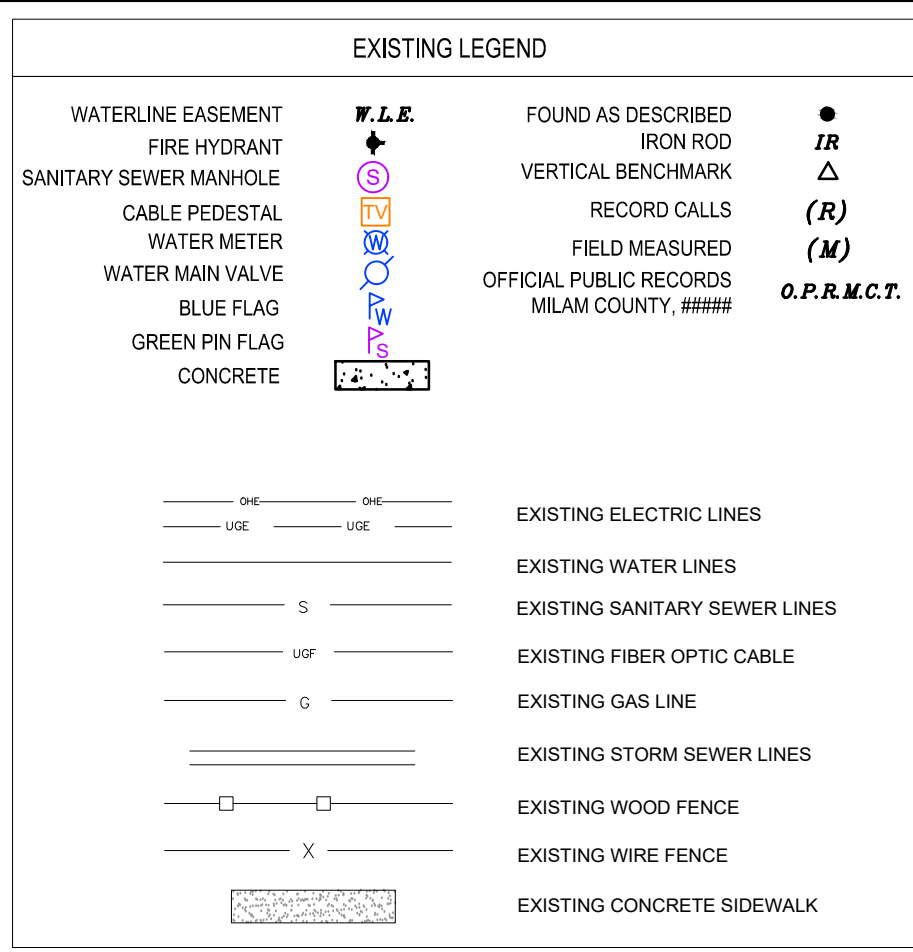 EXISTING LEGEND
WATERLINE EASEMENT W.L.E.
FIRE HYDRANT
SANITARY SEWER MANHOLE S
CABLE PEDESTAL TV
WATER METER W
WATER MAIN VALVE
BLUE FLAG W
GREEN PIN FLAG S
CONCRETE
FOUND AS DESCRIBED
IRON ROD IR
VERTICAL BENCHMARK
RECORD CALLS (R)
FIELD MEASURED (M)
OFFICIAL PUBLIC RECORDS
MILAM COUNTY, ##### O.P.R.M.C.T.
OHE OHE
UGE UGE
EXISTING ELECTRIC LINES
EXISTING WATER LINES
S EXISTING SANITARY SEWER LINES
UGF EXISTING FIBER OPTIC CABLE
G EXISTING GAS LINE
EXISTING STORM SEWER LINES
EXISTING WOOD FENCE
X EXISTING WIRE FENCE
EXISTING CONCRETE SIDEWALK